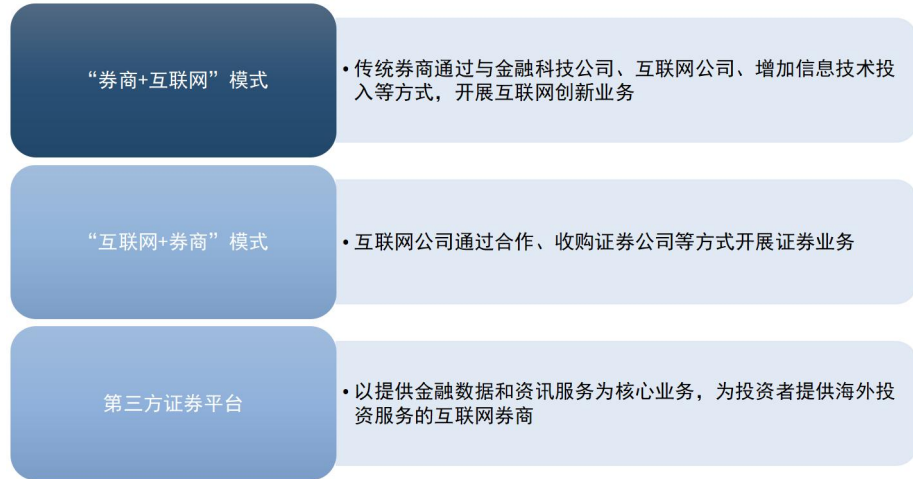 “券商+互联网”模式
•传统券商通过与金融科技公司、互联网公司、增加信息技术投
入等方式，开展互联网创新业务
“互联网+券商”模式
•互联网公司通过合作、收购证券公司等方式开展证券业务
第三方证券平台
•以提供金融数据和资讯服务为核心业务，为投资者提供海外投
资服务的互联网券商